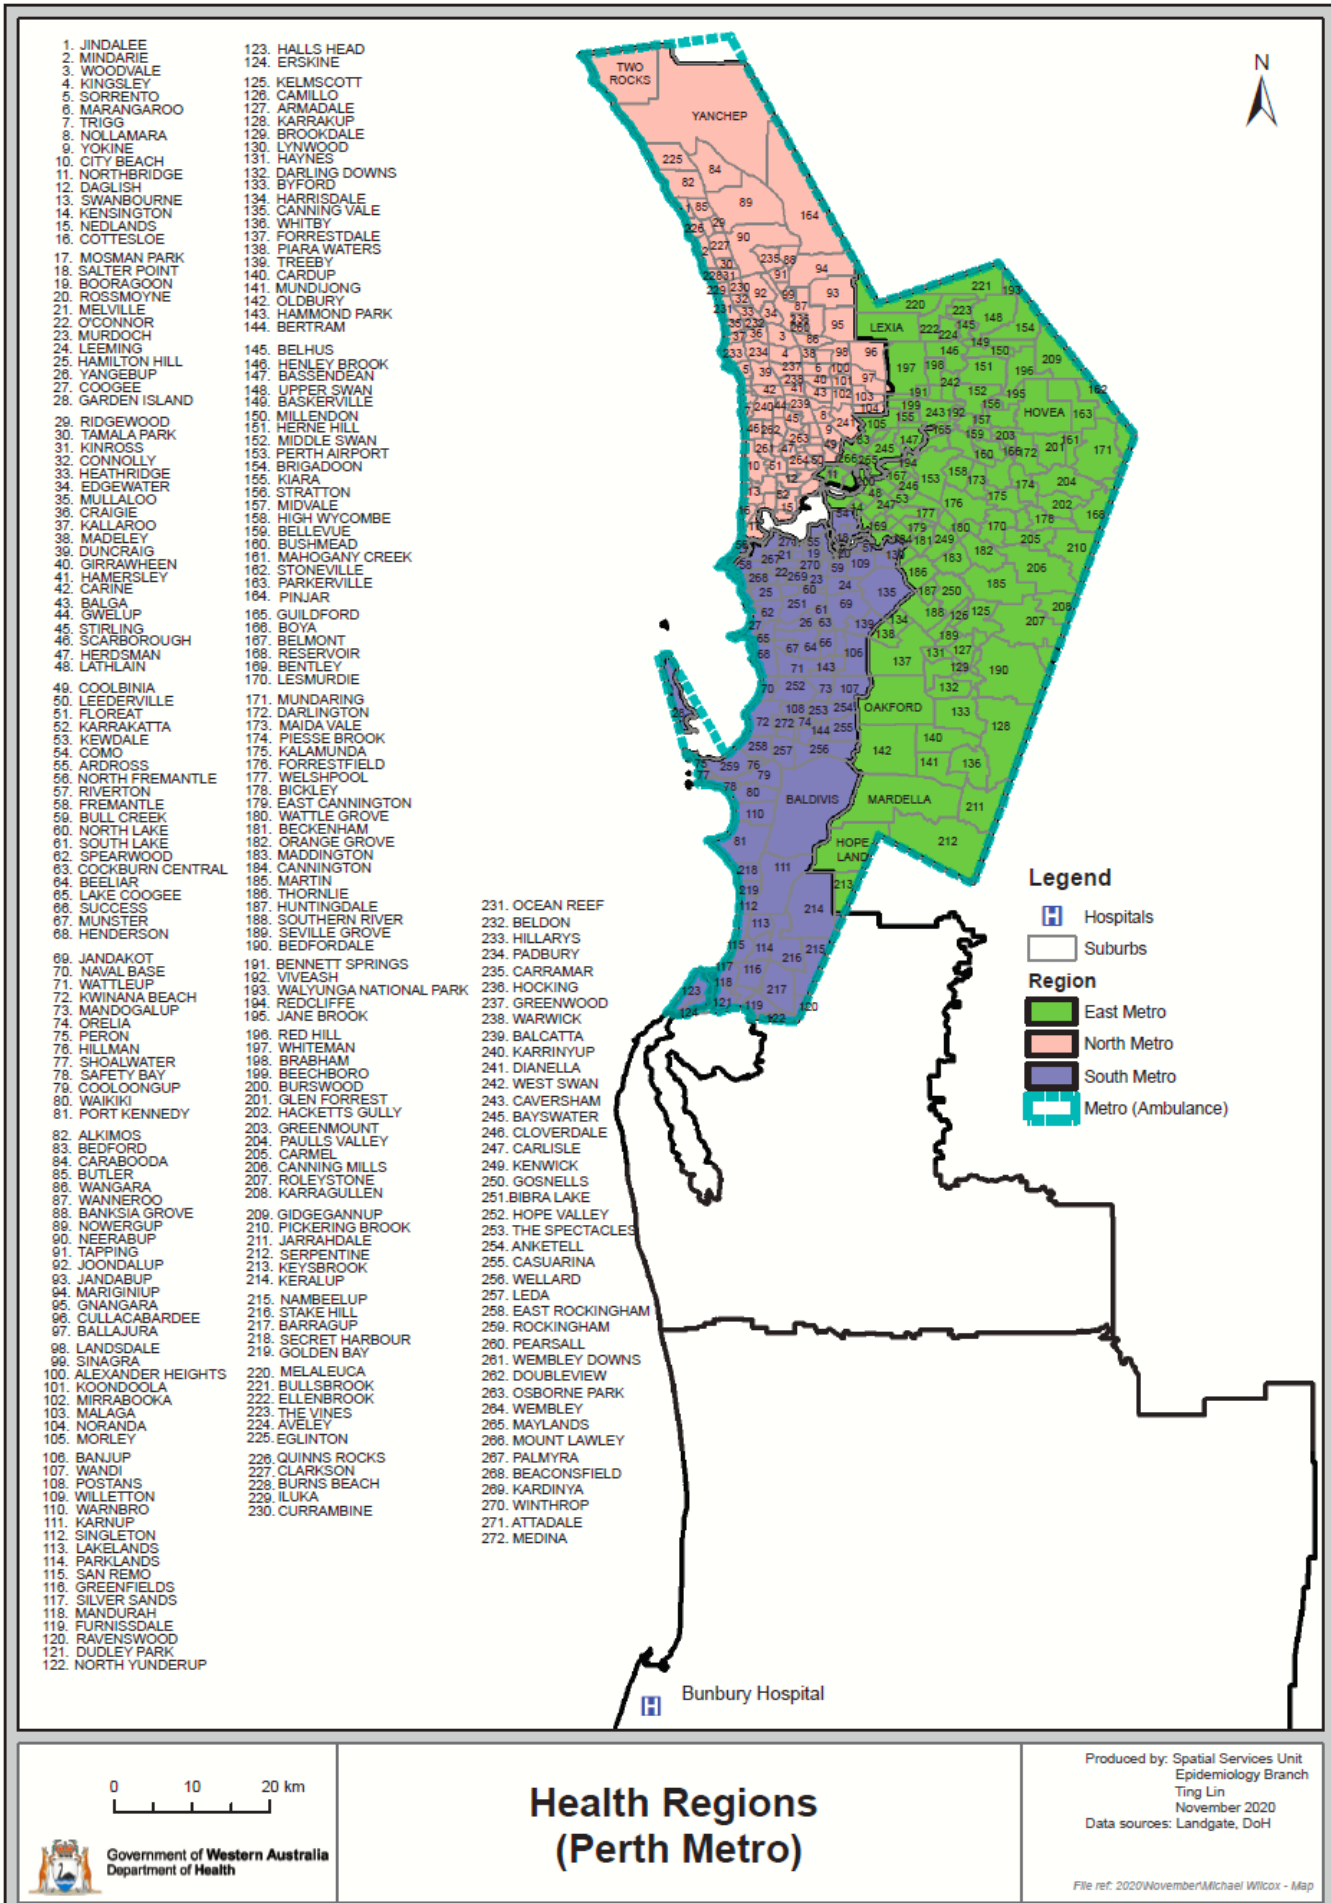 1. JINDALEE
2. MINDARIE
3. WOODVALE
4. KINGSLEY
5. SORRENTO
6. MARANGAROO
7. TRIGG
8. NOLLAMARA
9. YOKINE
10. CITY BEACH
11. NORTHBRIDGE
12. DAGLISH
13. SWANBOURNE
14. KENSINGTON
15. NEDLANDS
16. COTTESLOE
17. MOSMAN PARK
18. SALTER POINT
19. BOORAGOON
20. ROSSMOYNE
21. MELVILLE
22. O'CONNOR
23. MURDOCH
24. LEEMING
25. HAMILTON HILL
26. YANGEBUP
27. COOGEE
28. GARDEN ISLAND
29. RIDGEWOOD
30. TAMALA PARK
31. KINROSS
32. CONNOLLY
33. HEATHRIDGE
34. EDGEWATER
35. MULLALOO
36. CRAIGIE
37. KALLAROO
38. MADELEY
39. DUNCRAIG
40. GIRRAWHEEN
41. HAMERSLEY
42. CARINE
43. BALGA
44. GWELUP
45. STIRLING
46. SCARBOROUGH
47. HERDSMAN
48. LATHLAIN
49. COOLBINIA
50. LEEDERVILLE
51. FLOREAT
52. KARRAKATTA
53. KEWDALE
54. COMO
55. ARDROSS
56. NORTH FREMANTLE
57. RIVERTON
58. FREMANTLE
59. BULL CREEK
60. NORTH LAKE
61. SOUTH LAKE
62. SPEARWOOD
63. COCKBURN CENTRAL
64. BEELIAR
65. LAKE COOGEE
66. SUCCESS
67. MUNSTER
68. HENDERSON
69. JANDAKOT
70. NAVAL BASE
71. WATTLEUP
72. KWINANA BEACH
73. MANDOGALUP
74. ORELIA
75. PERON
76. HILLMAN
77. SHOALWATER
78. SAFETY BAY
79. COOLOONGUP
80. WAIKIKI
81. PORT KENNEDY
82. ALKIMOS
83. BEDFORD
84. CARABOODA
85. BUTLER
86. WANGARA
87. WANNEROO
88. BANKSIA GROVE
89. NOWERGUP
90. NEERABUP
91. TAPPING
92. JOONDALUP
93. JANDABUP
94. MARIGINIUP
95. GNANGARA
96. CULLACABARDEE
97. BALLAJURA
98. LANDSDALE
99. SINAGRA
100. ALEXANDER HEIGHTS
101. KOONDOOLA
102. MIRRABOOKA
103. MALAGA
104. NORANDA
105. MORLEY
106. BANJUP
107. WANDI
108. POSTANS
109. WILLETTON
110. WARNBRO
111. KARNUP
112. SINGLETON
113. LAKELANDS
114. PARKLANDS
115. SAN REMO
116. GREENFIELDS
117. SILVER SANDS
118. MANDURAH
119. FURNISSDALE
120. RAVENSWOOD
121. DUDLEY PARK
122. NORTH YUNDERUP
123. HALLS HEAD
124. ERSKINE
125. KELMSCOTT
126. CAMILLO
127. ARMADALE
128. KARRAKUP
129. BROOKDALE
130. LYNWOOD
131. HAYNES
132. DARLING DOWNS
133. BYFORD
134. HARRISDALE
135. CANNING VALE
136. WHITBY
137. FORRESTDALE
138. PIARA WATERS
139. TREEBY
140. CARDUP
141. MUNDIJONG
142. OLDBURY
143. HAMMOND PARK
144. BERTRAM
145. BELHUS
146. HENLEY BROOK
147. BASSENDEAN
148. UPPER SWAN
149. BASKERVILLE
150. MILLENDON
151. HERNE HILL
152. MIDDLE SWAN
153. PERTH AIRPORT
154. BRIGADOON
155. KIARA
156. STRATTON
157. MIDVALE
158. HIGH WYCOMBE
159. BELLEVUE
160. BUSHMEAD
161. MAHOGANY CREEK
162. STONEVILLE
163. PARKERVILLE
164. PINJAR
165. GUILDFORD
166. BOYA
167. BELMONT
168. RESERVOIR
169. BENTLEY
170. LESMURDIE
171. MUNDARING
172. DARLINGTON
173. MAIDA VALE
174. PIESSE BROOK
175. KALAMUNDA
176. FORRESTFIELD
177. WELSHPOOL
178. BICKLEY
179. EAST CANNINGTON
180. WATTLE GROVE
181. BECKENHAM
182. ORANGE GROVE
183. MADDINGTON
184. CANNINGTON
185. MARTIN
186. THORNLIE
187. HUNTINGDALE
188. SOUTHERN RIVER
189. SEVILLE GROVE
190. BEDFORDALE
191. BENNETT SPRINGS
192. VIVEASH
193. WALYUNGA NATIONAL PARK
194. REDCLIFFE
195. JANE BROOK
196. RED HILL
197. WHITEMAN
198. BRABHAM
199. BEECHBORO
200. BURSWOOD
201. GLEN FORREST
202. HACKETTS GULLY
203. GREENMOUNT
204. PAULLS VALLEY
205. CARMEL
206. CANNING MILLS
207. ROLEYSTONE
208. KARRAGULLEN
209. GIDGEGANNUP
210. PICKERING BROOK
211. JARRAHDALE
212. SERPENTINE
213. KEYSBROOK
214. KERALUP
215. NAMBEELUP
216. STAKE HILL
217. BARRAGUP
218. SECRET HARBOUR
219. GOLDEN BAY
220. MELALEUCA
221. BULLSBROOK
222. ELLENBROOK
223. THE VINES
224. AVELEY
225. EGLINTON
226. QUINNS ROCKS
227. CLARKSON
228. BURNS BEACH
229. ILUKA
230. CURRAMBINE
231. OCEAN REEF
232. BELDON
233. HILLARYS
234. PADBURY
235. CARRAMAR
236. HOCKING
237. GREENWOOD
238. WARWICK
239. BALCATTA
240. KARRINYUP
241. DIANELLA
242. WEST SWAN
243. CAVERSHAM
245. BAYSWATER
246. CLOVERDALE
247. CARLISLE
249. KENWICK
250. GOSNELLS
251.BIBRA LAKE
252. HOPE VALLEY
253. THE SPECTACLES
254. ANKETELL
255. CASUARINA
256. WELLARD
257. LEDA
258. EAST ROCKINGHAM
259. ROCKINGHAM
260. PEARSALL
261. WEMBLEY DOWNS
262. DOUBLEVIEW
263. OSBORNE PARK
264. WEMBLEY
265. MAYLANDS
266. MOUNT LAWLEY
267. PALMYRA
268. BEACONSFIELD
269. KARDINYA
270. WINTHROP
271. ATTADALE
272. MEDINA
TWO
ROCKS
YANCHEP
LEXIA
HOVEA
OAKFORD
BALDIVIS
MARDELLA
HOPE
LAND
N
Legend
H Hospitals
Suburbs
Region
East Metro
North Metro
South Metro
Metro (Ambulance)
H Bunbury Hospital
0 10 20 km
Government of Western Australia
Department of Health
Health Regions
(Perth Metro)
Produced by: Spatial Services Unit
Epidemiology Branch
Ting Lin
November 2020
Data sources: Landgate, DoH
File ref: 2020\November\Michael Wilcox - Map